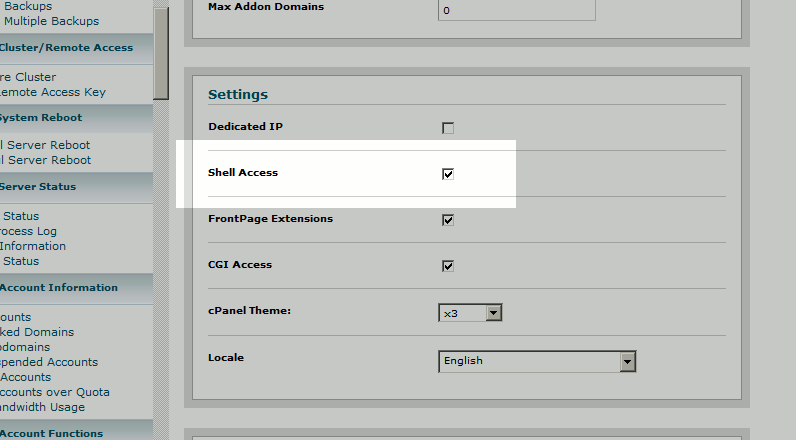 Backups
Multiple Backups
Cluster/Remote Access
re Cluster
emote Access Key
System Reboot
l Server Reboot
l Server Reboot
Server Status
Status
rocess Log
Information
Status
Account Information
ounts
ked Domains
odomains
spended Accounts
Accounts
ccounts over Quota
andwidth Usage
Account Functions
Max Addon Domains
0
Settings
Dedicated IP
Shell Access
FrontPage Extensions
CGI Access
cPanel Theme:
x3
Locale
English